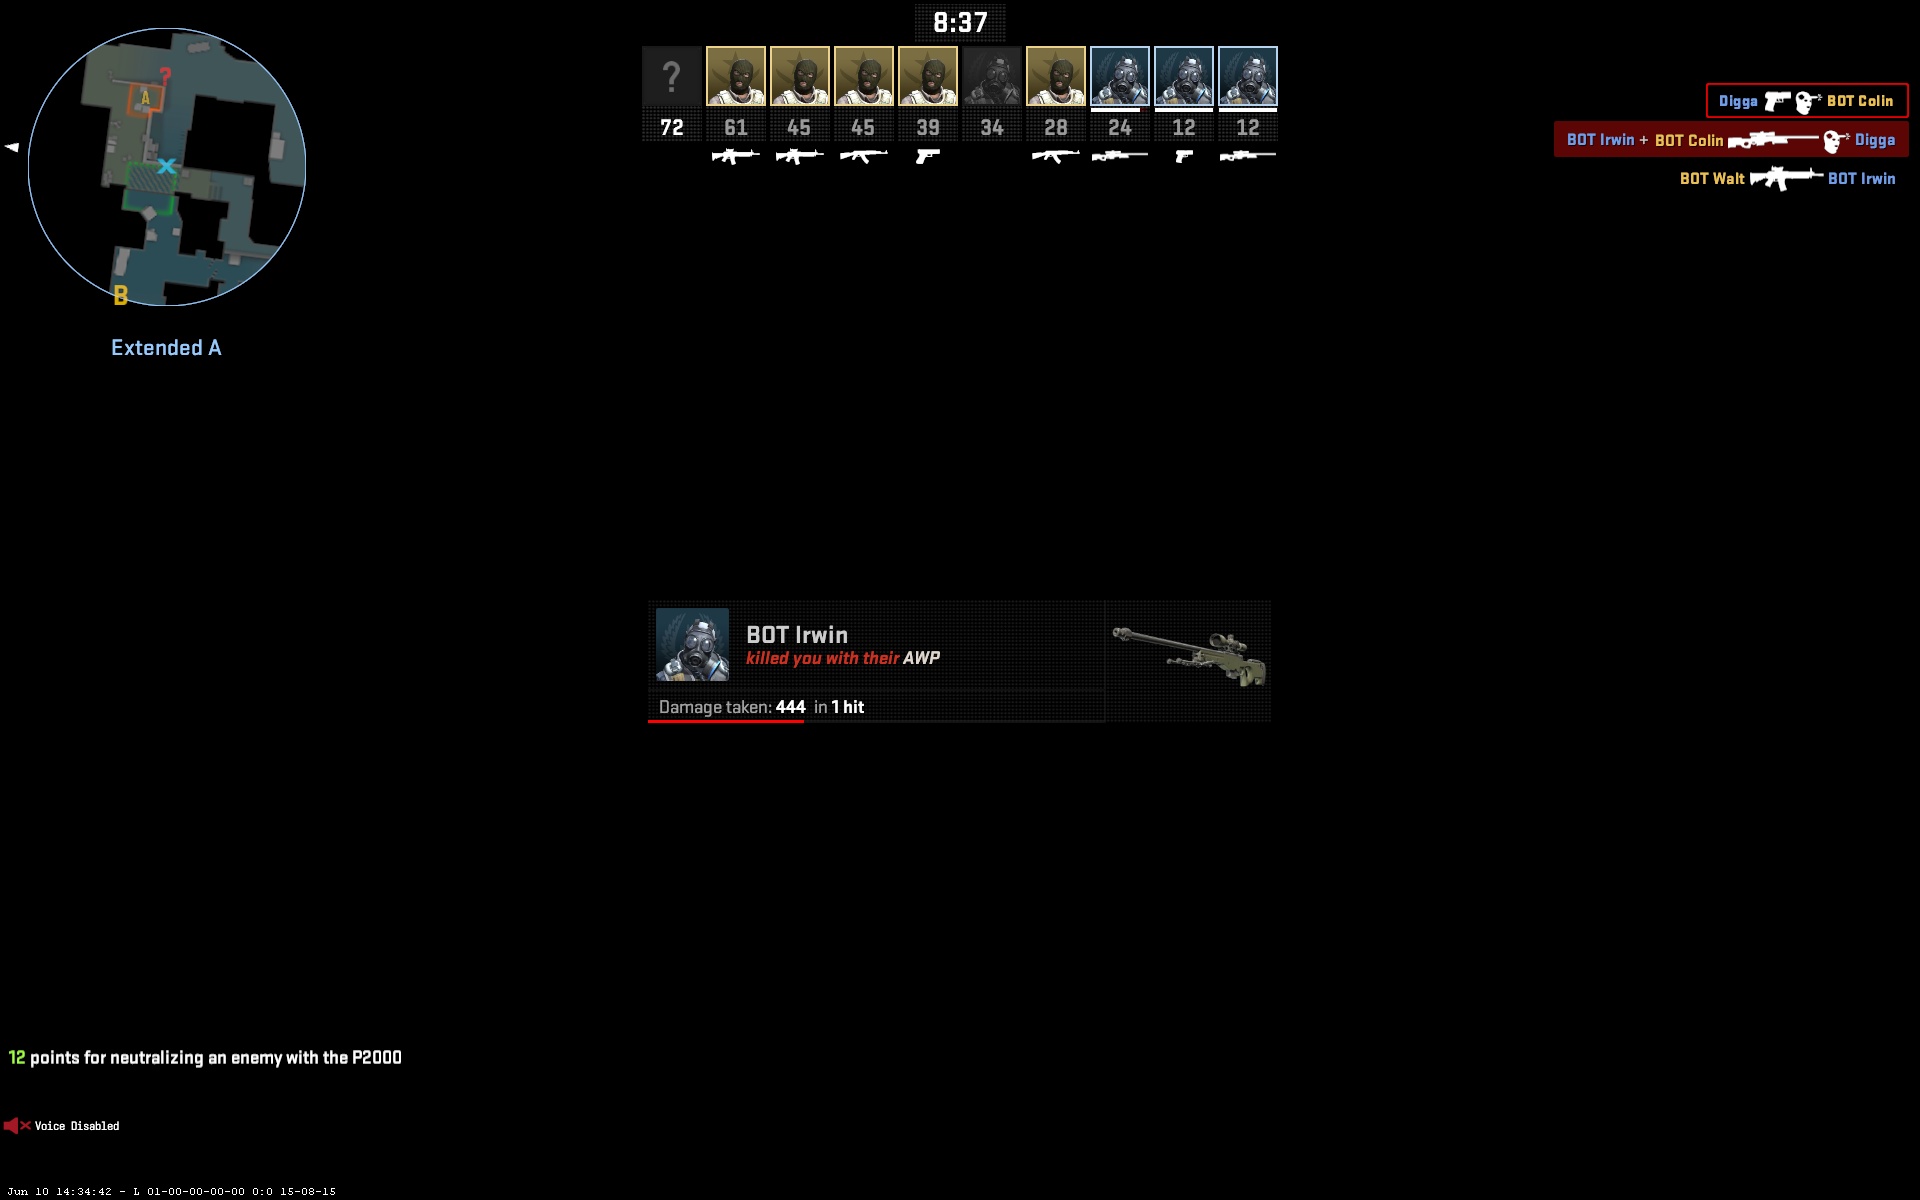 8:37
?
72 61 45 45 39 34 28 24 12 12
Digga BOT Colin
BOT Irwin + BOT Colin Digga
BOT Walt BOT Irwin
?
A
B
Extended A
BOT Irwin
killed you with their AWP
Damage taken: 444 in 1 hit
12 points for neutralizing an enemy with the P2000
Voice Disabled
Jun 10 14:34:42 - L 01-00-00-00-00 0:0 15-08-15